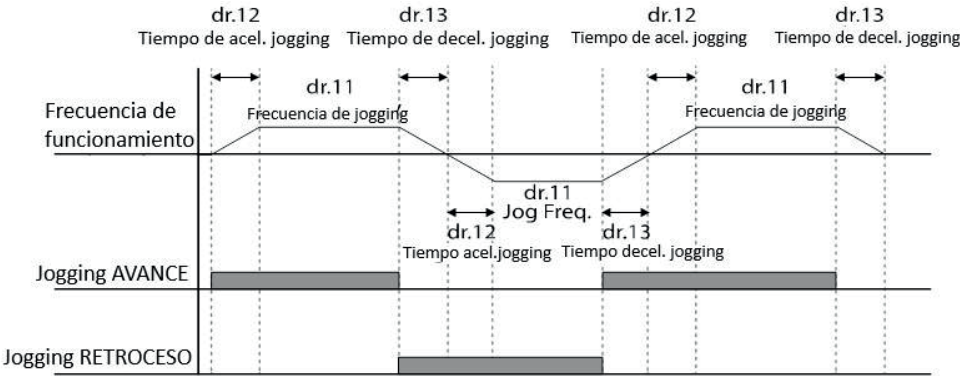 dr.12
dr.13
dr.12
dr.13
Tiempo de acel. jogging
Tiempo de decel. jogging
Tiempo de acel. jogging
Tiempo de decel. jogging
dr.11
dr.11
Frecuencia de
funcionamiento
Frecuencia de jogging
Frecuencia de jogging
dr.11
Jog Freq.
dr.12
dr.13
Tiempo acel.jogging
Tiempo decel. jogging
Jogging AVANCE
Jogging RETROCESO